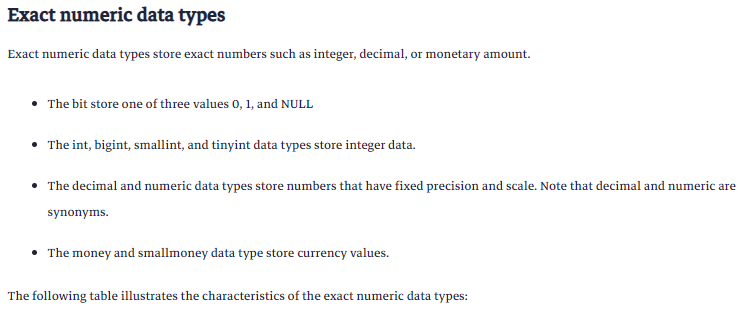 Exact numeric data types
Exact numeric data types store exact numbers such as integer, decimal, or monetary amount.
• The bit store one of three values 0, 1, and NULL
• The int, bigint, smallint, and tinyint data types store integer data.
• The decimal and numeric data types store numbers that have fixed precision and scale. Note that decimal and numeric are
synonyms.
• The money and smallmoney data type store currency values.
The following table illustrates the characteristics of the exact numeric data types: